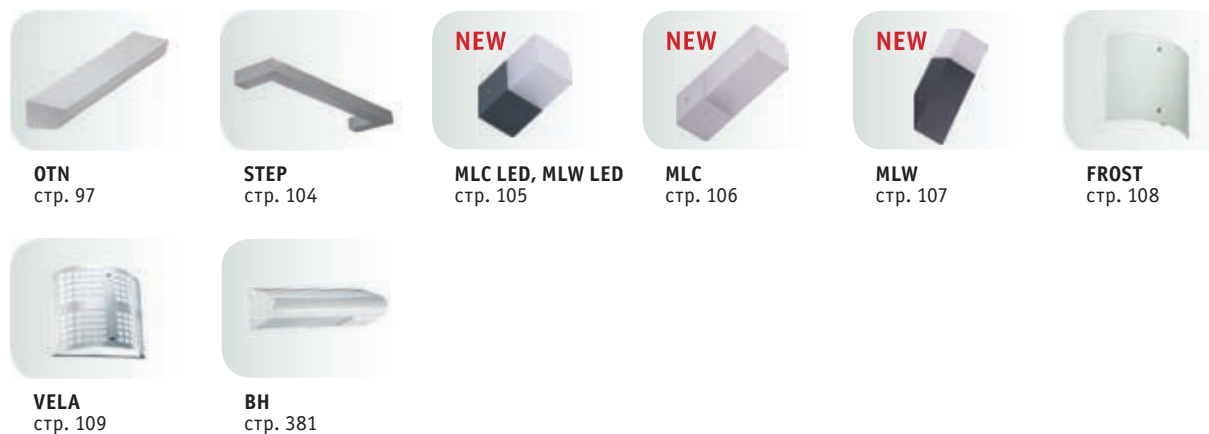 NEW
NEW
NEW
OTN
стр. 97
STEP
стр. 104
MLC LED, MLW LED
стр. 105
MLC
стр. 106
MLW
стр. 107
FROST
стр. 108
VELA
стр. 109
BH
стр. 381